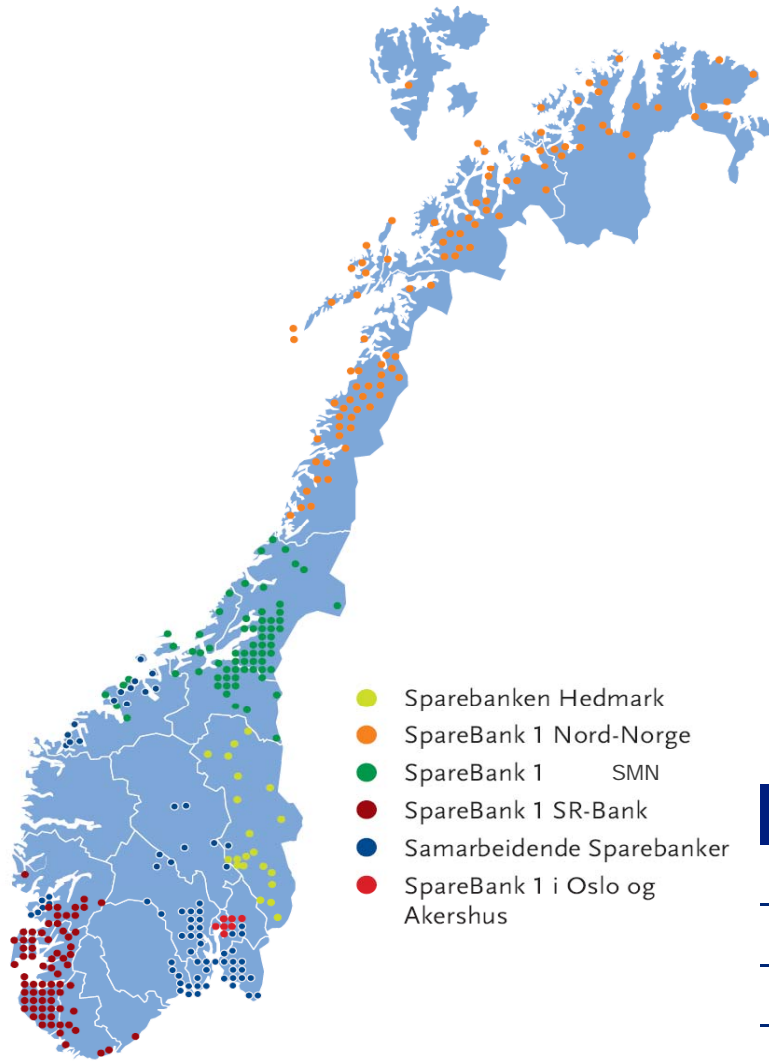 Sparebanken Hedmark
SpareBank 1 Nord-Norge
SpareBank 1 SMN
SpareBank 1 SR-Bank
Samarbeidende Sparebanker
SpareBank 1 i Oslo og
Akershus